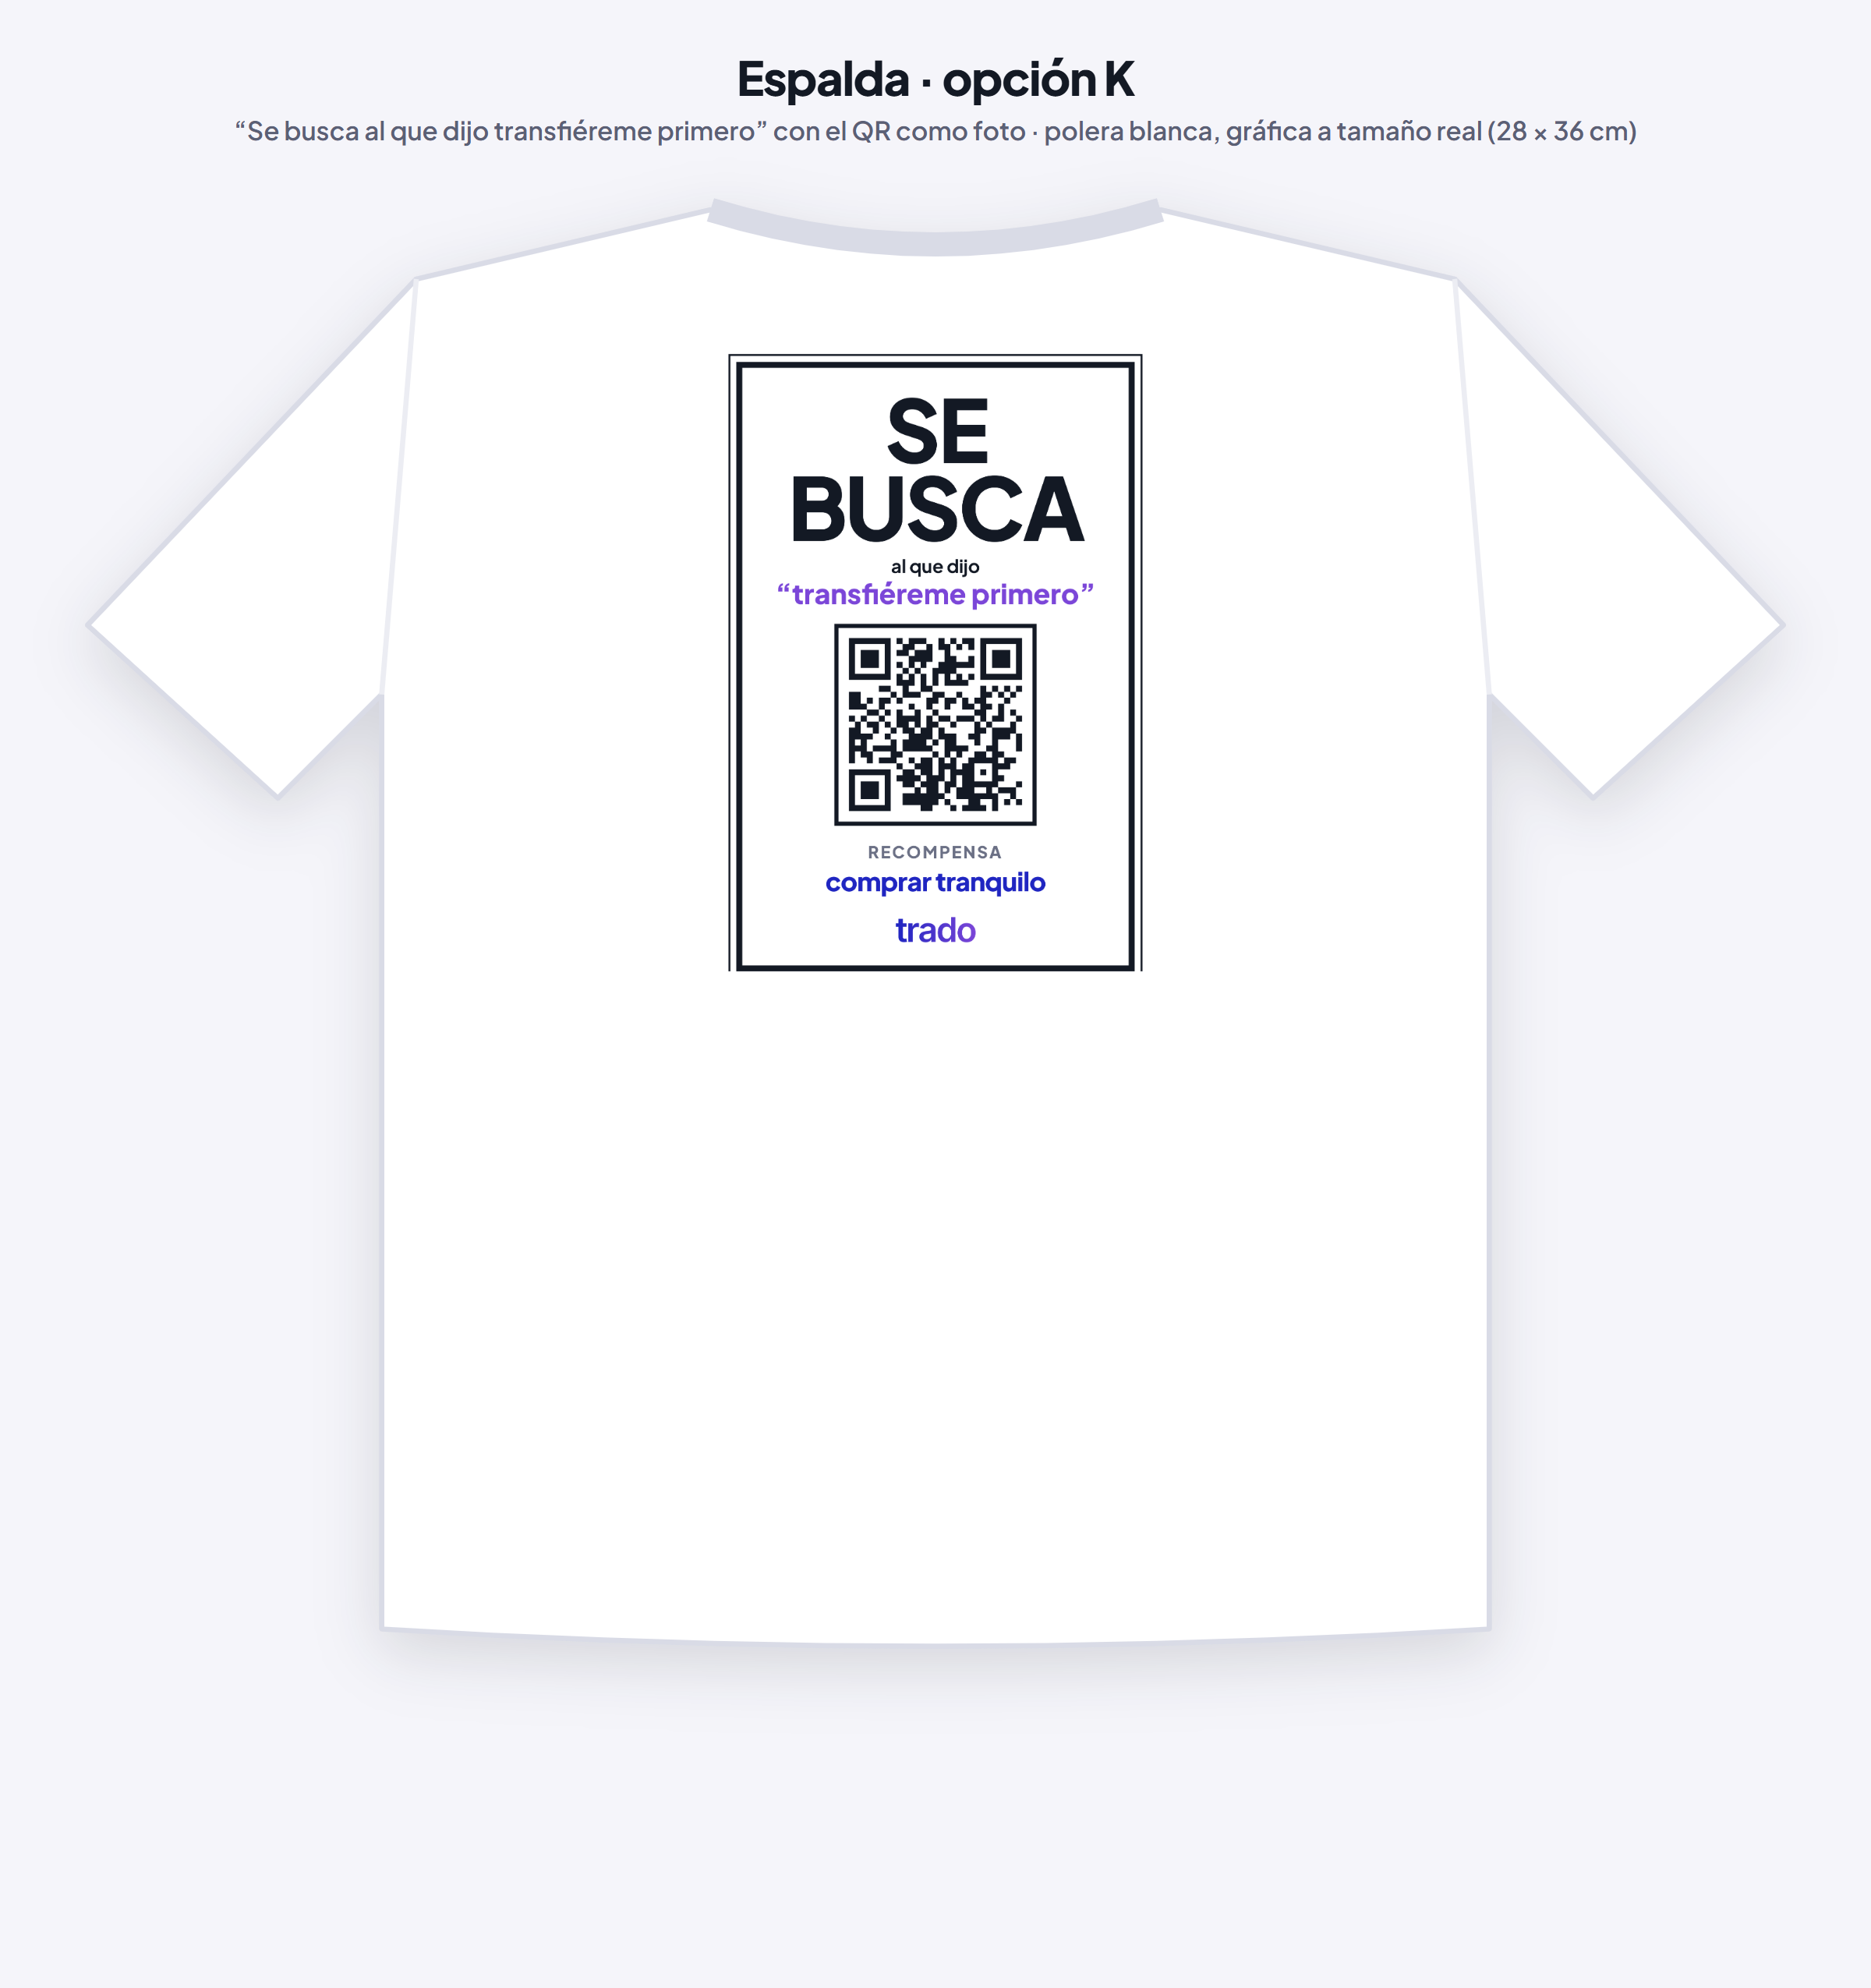 Espalda · opción K
“Se busca al que dijo transfiéreme primero” con el QR como foto · polera blanca, gráfica a tamaño real (28 × 36 cm)
SE
BUSCA
al que dijo
“transfiéreme primero”
RECOMPENSA
comprar tranquilo
trado